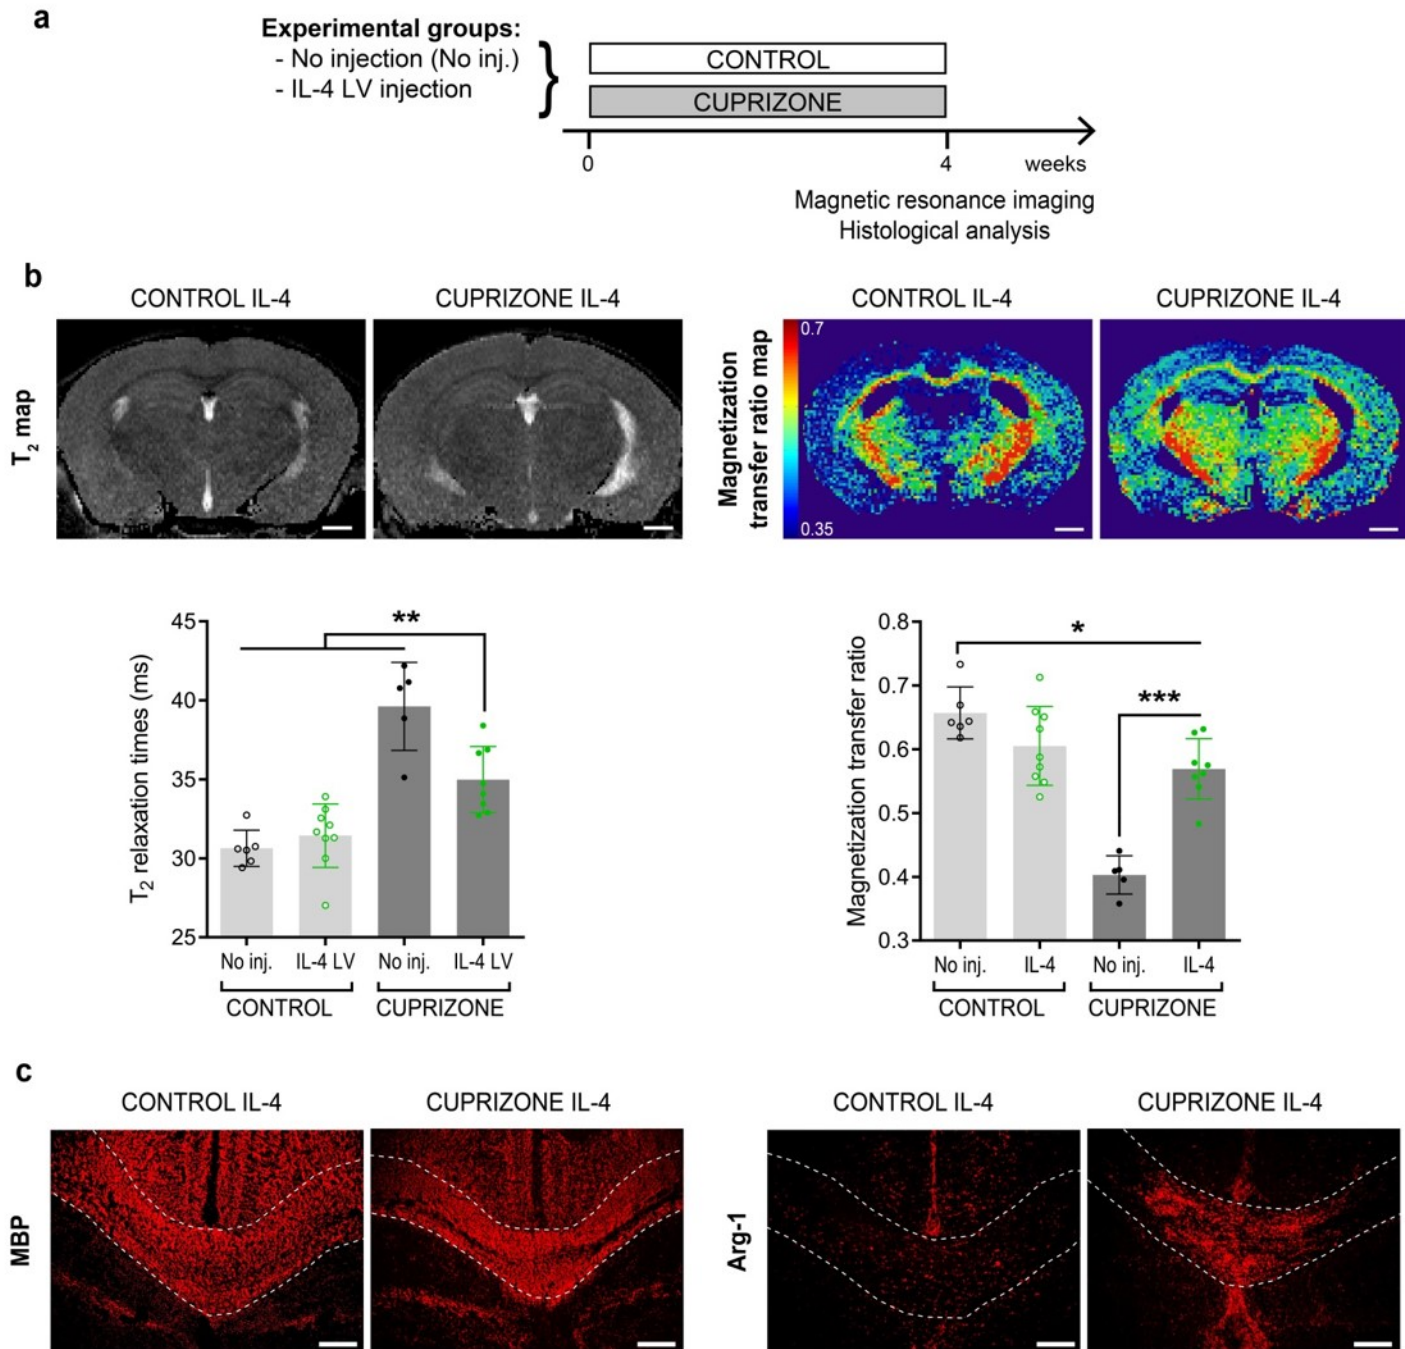 a
Experimental groups:
- No injection (No inj.)
- IL-4 LV injection
}
CONTROL
CUPRIZONE
0
4
weeks
Magnetic resonance imaging
Histological analysis
b
CONTROL IL-4
CUPRIZONE IL-4
T2 map
CONTROL IL-4
CUPRIZONE IL-4
Magnetization
transfer ratio map
0.7
0.35
T2 relaxation times (ms)
45
40
35
30
25
**
No inj.
IL-4 LV
No inj.
IL-4 LV
CONTROL
CUPRIZONE
Magnetization transfer ratio
0.8
0.7
0.6
0.5
0.4
0.3
*
***
No inj.
IL-4
No inj.
IL-4
CONTROL
CUPRIZONE
c
CONTROL IL-4
CUPRIZONE IL-4
MBP
CONTROL IL-4
CUPRIZONE IL-4
Arg-1